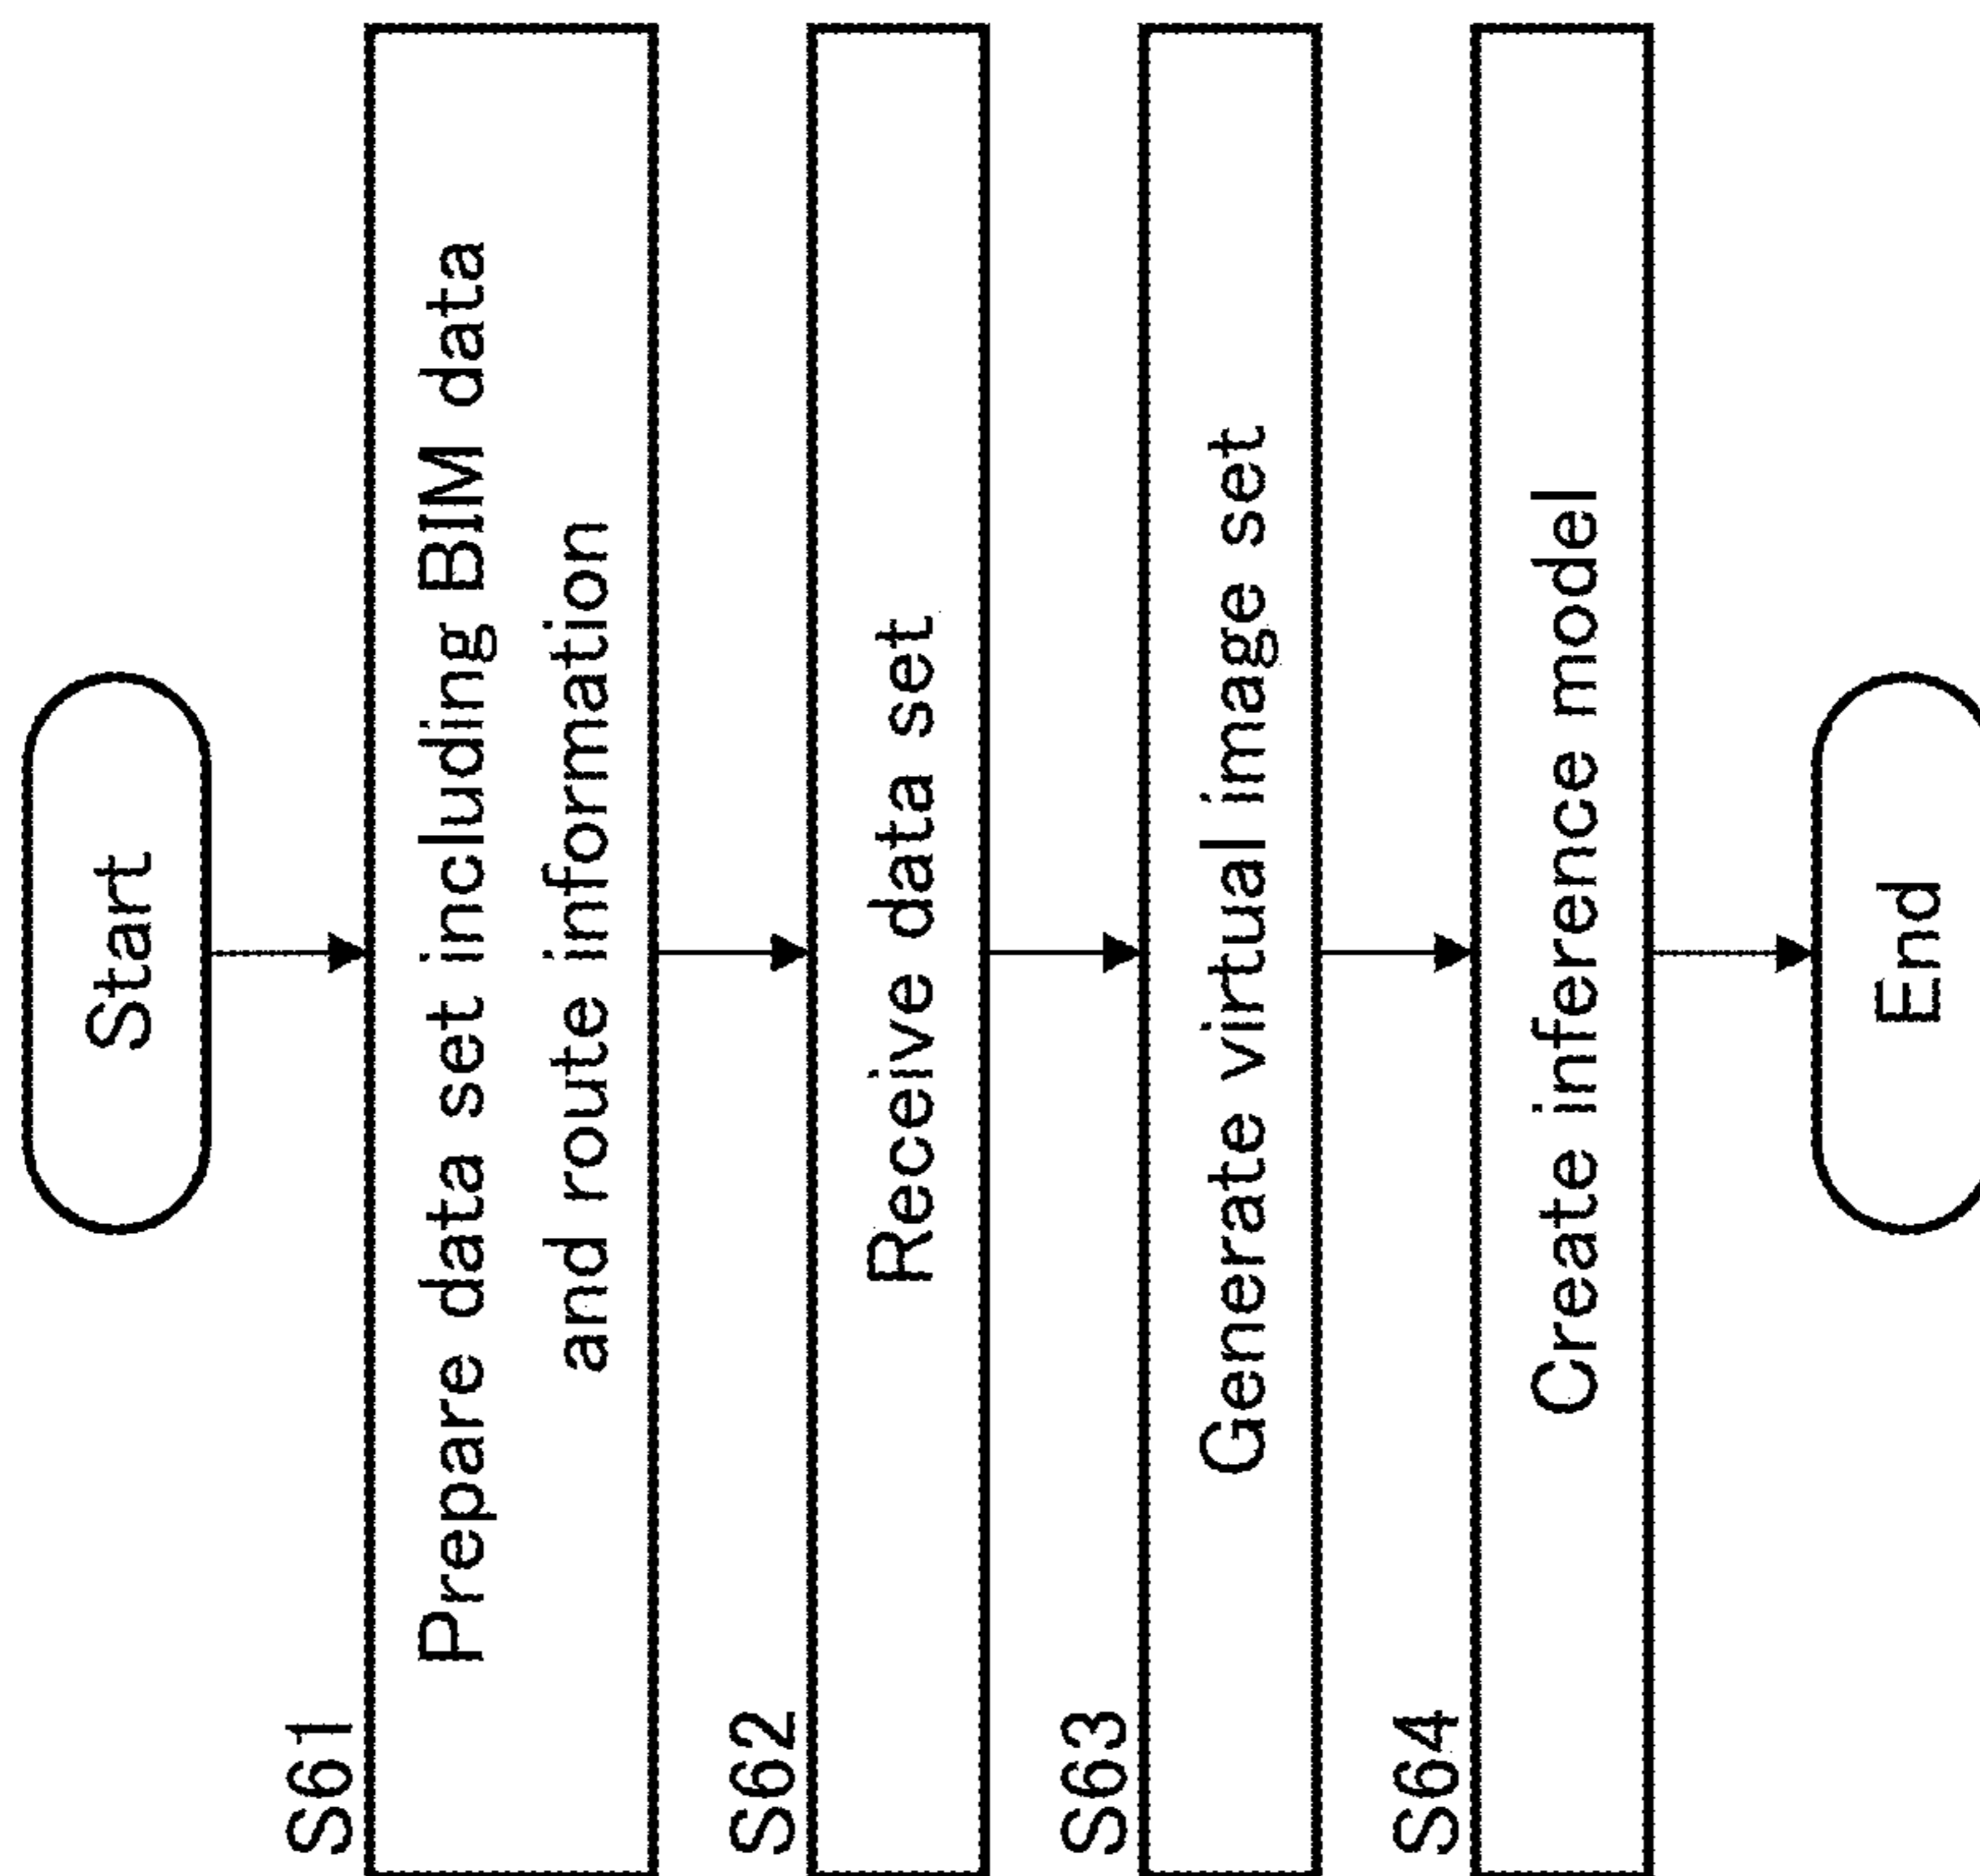 Start
S61
Prepare data set including BIM data
and route information
S62
Receive data set
S63
Generate virtual image set
S64
Create inference model
End